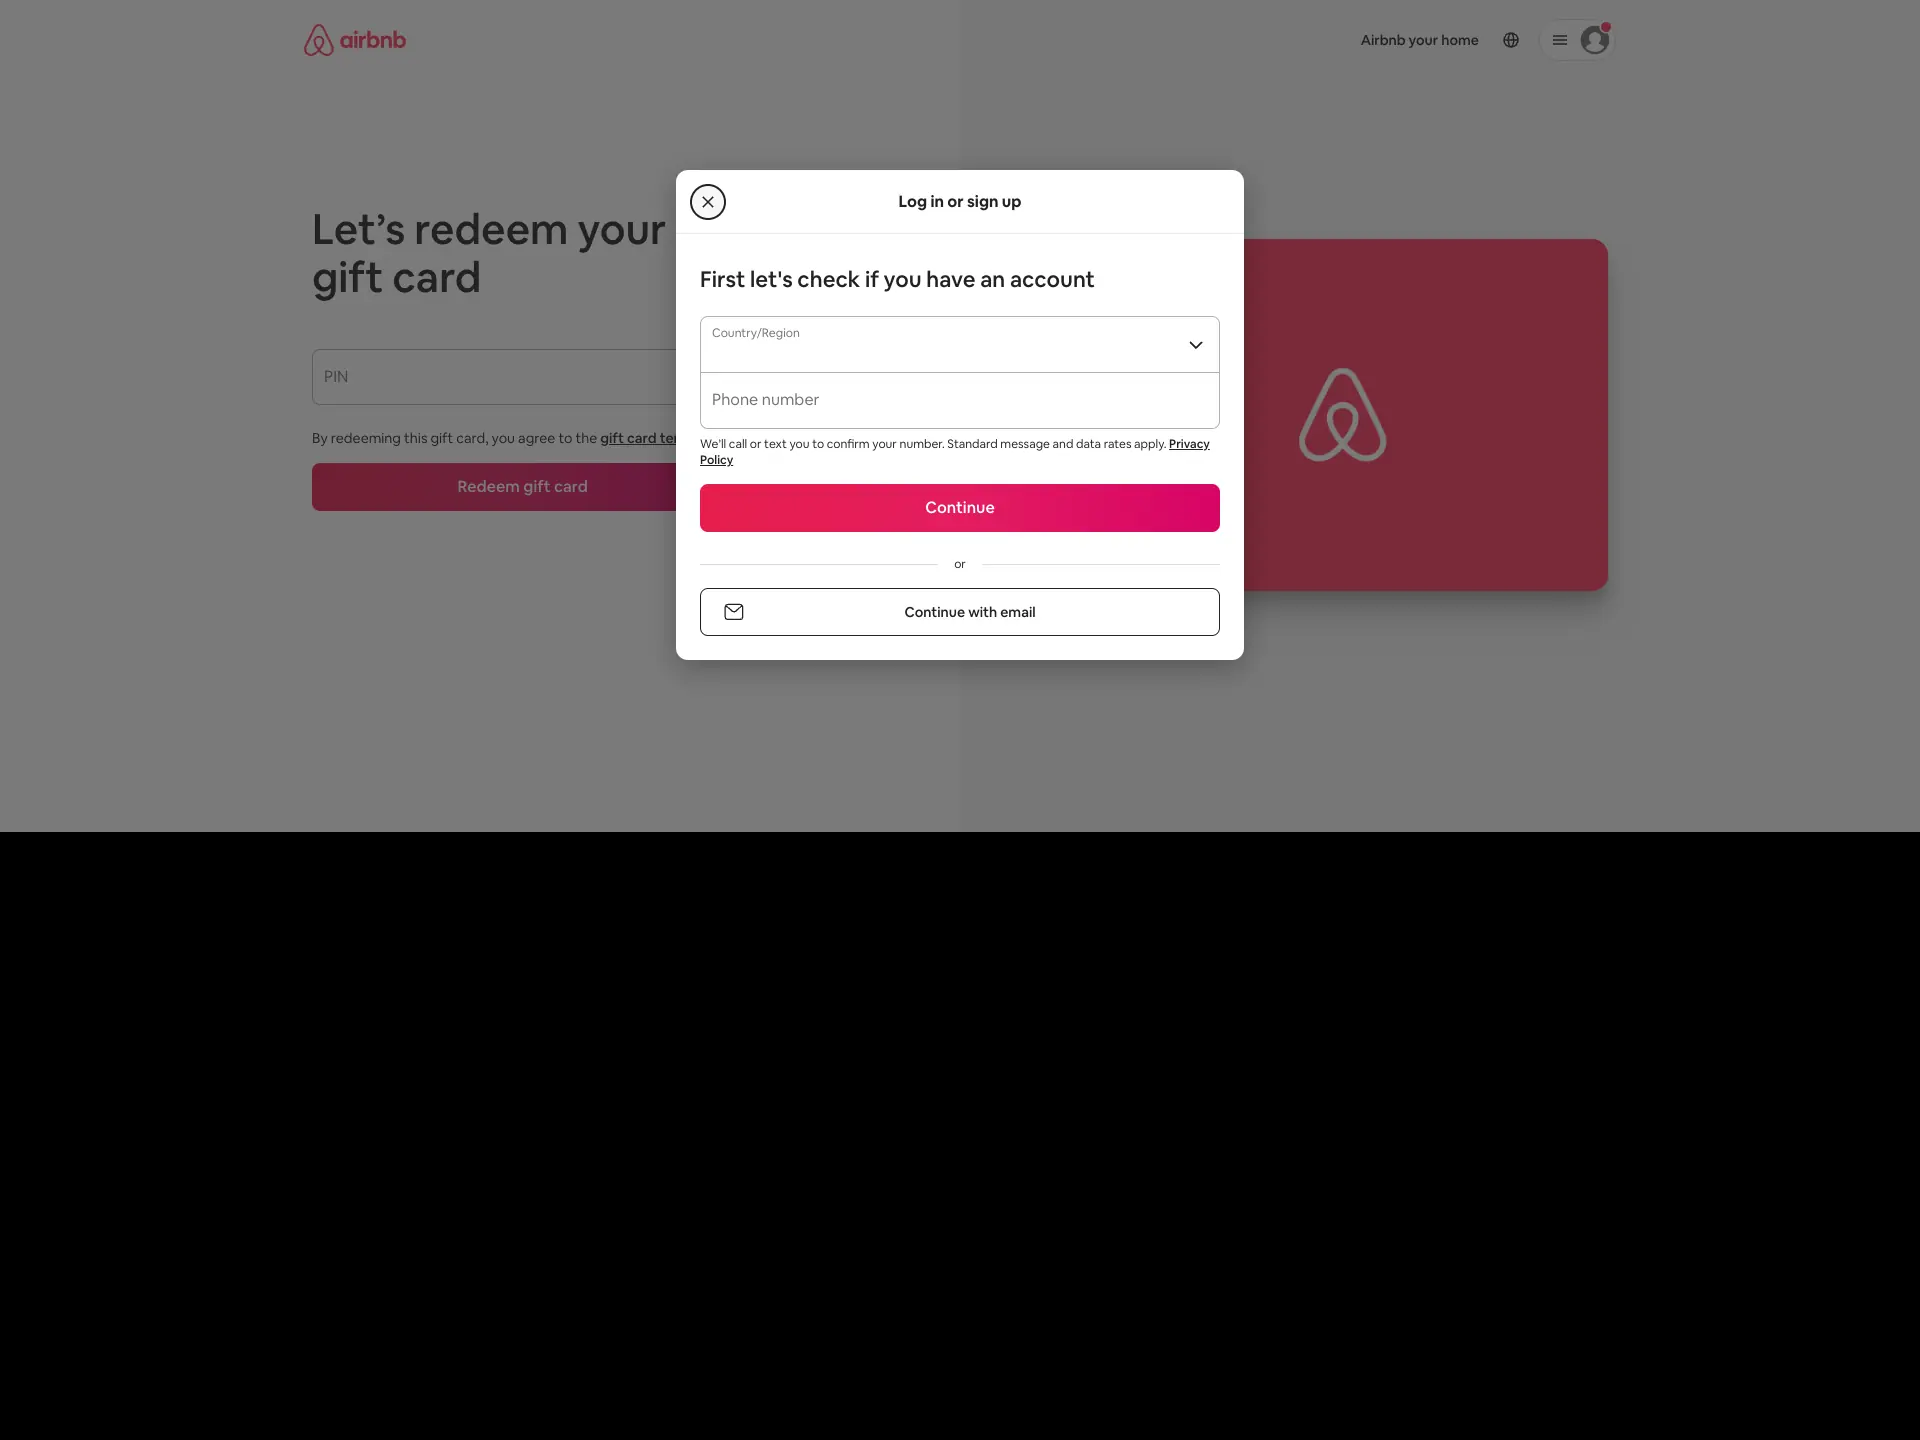 airbnb
Airbnb your home
Let’s redeem your
gift card
PIN
By redeeming this gift card, you agree to the gift card
Redeem gift card
Log in or sign up
First let's check if you have an account
Country/Region
Phone number
We'll call or text you to confirm your number. Standard message and data rates apply. Privacy
Policy
Continue
or
Continue with email